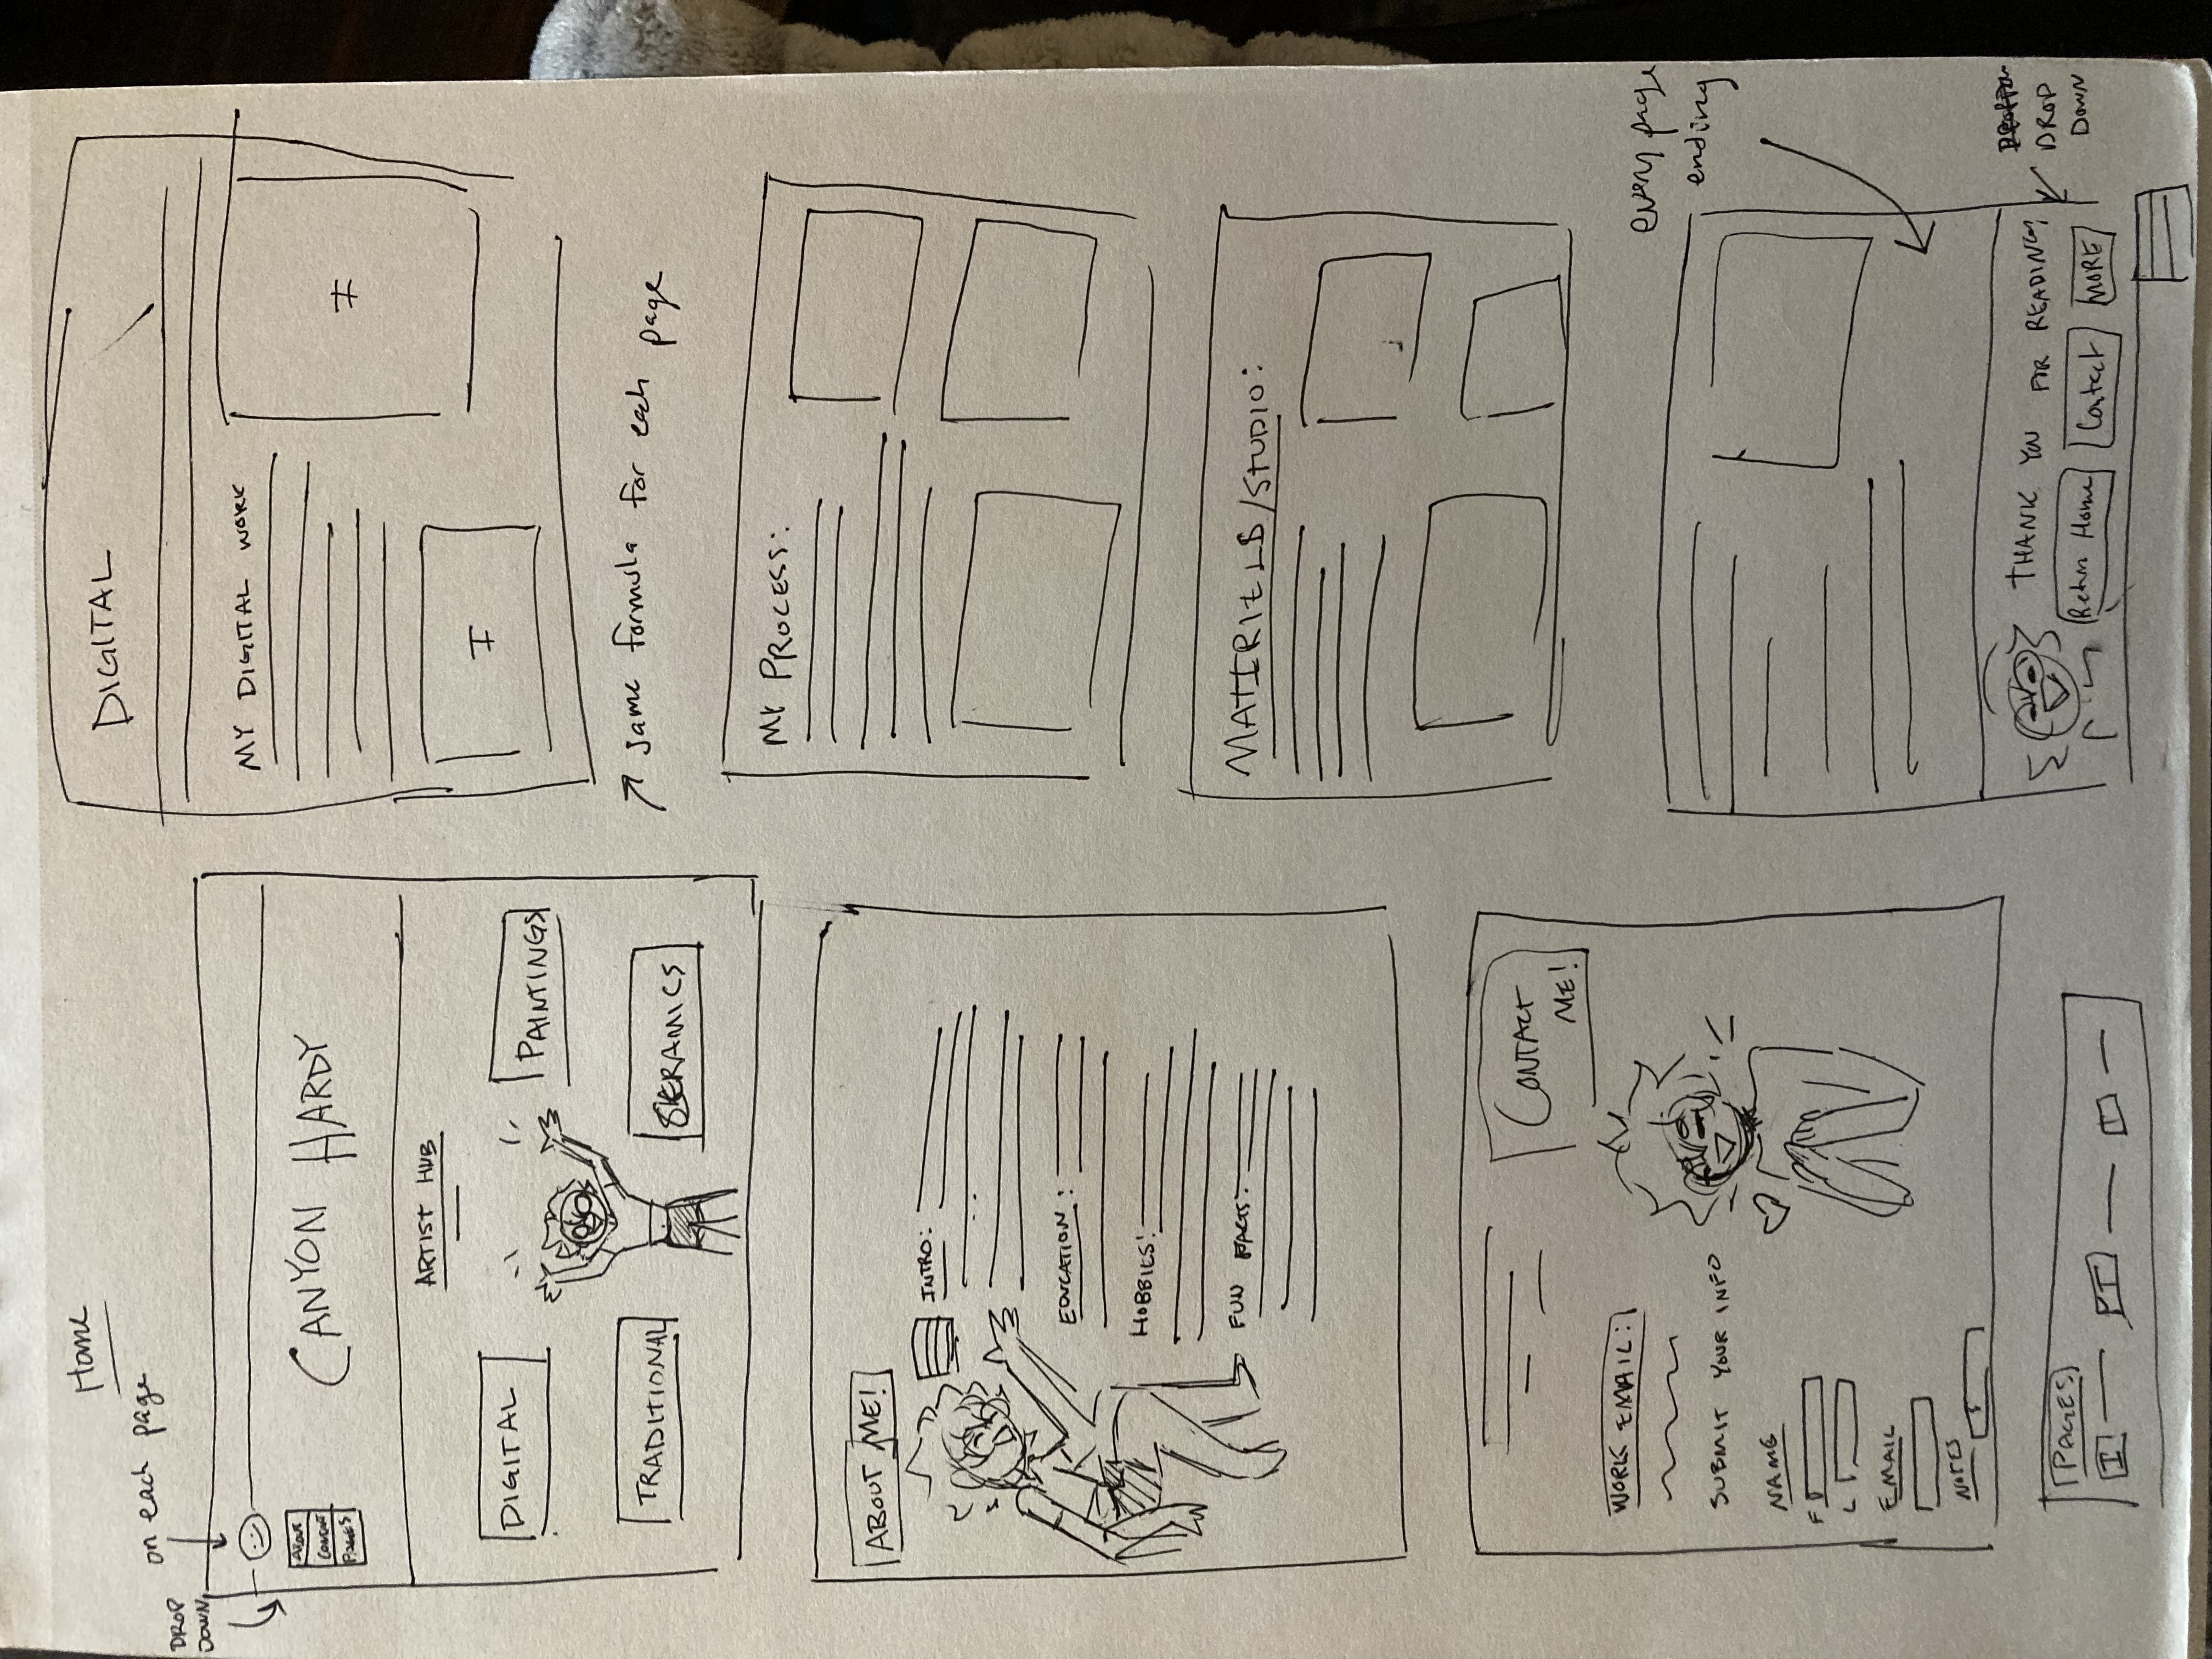 Home
on each page
DROP
DOWN
ABOUT
CONTACT
PAGES
CANYON HARDY
ARTIST HUB
DIGITAL
PAINTINGS
TRADITIONAL
CERAMICS
ABOUT ME!
INTRO:
EDUCATION:
HOBBIES:
FUN FACTS:
CONTACT
ME!
WORK EMAIL:
SUBMIT YOUR INFO
NAME
F
L
EMAIL
NOTES
PAGES
I
I
DIGITAL
MY DIGITAL WORK
I
I
same formula for each page
MY PROCESS:
MATIRIELS/STUDIO:
every page
ending
THANK YOU FOR READING,
Return Home
Contact
MORE
DROP
DOWN